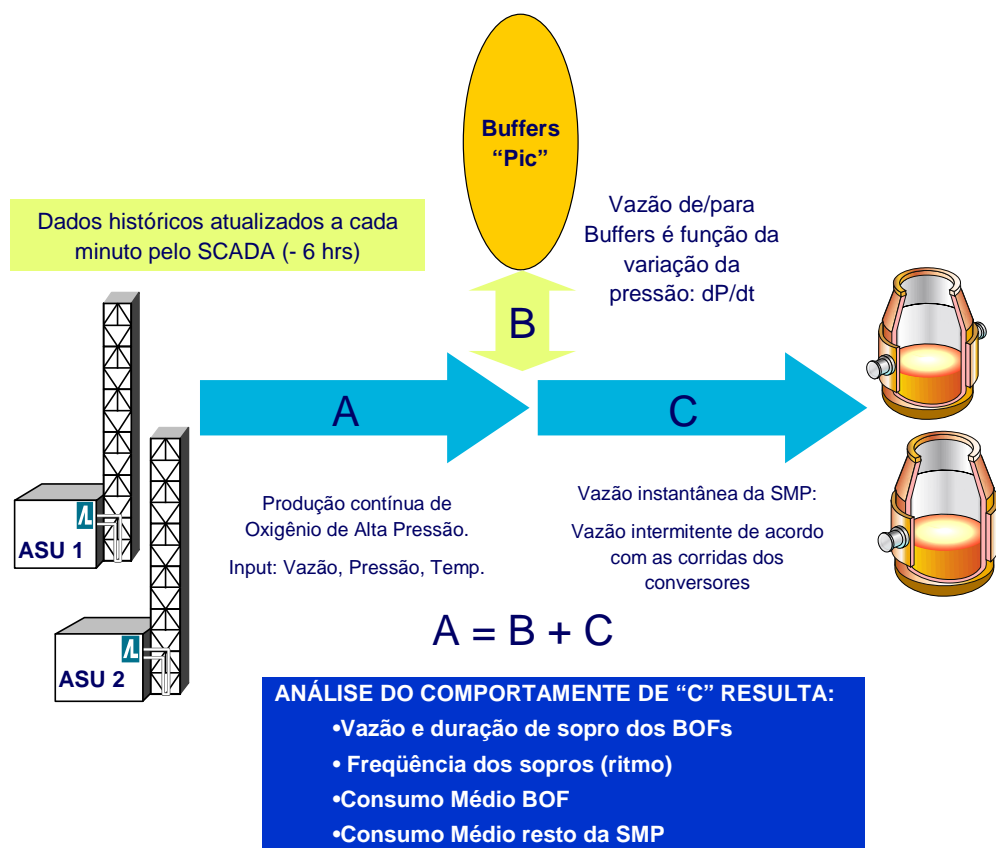 Buffers
“Pic”
Dados históricos atualizados a cada
minuto pelo SCADA (- 6 hrs)
Vazão de/para
Buffers é função da
variação da
pressão: dP/dt
B
A
C
ASU 1
ASU 2
Produção contínua de
Oxigênio de Alta Pressão.
Input: Vazão, Pressão, Temp.
Vazão instantânea da SMP:
Vazão intermitente de acordo
com as corridas dos
conversores
A = B + C
ANÁLISE DO COMPORTAMENTE DE “C” RESULTA:
•Vazão e duração de sopro dos BOFs
• Freqüência dos sopros (ritmo)
•Consumo Médio BOF
•Consumo Médio resto da SMP